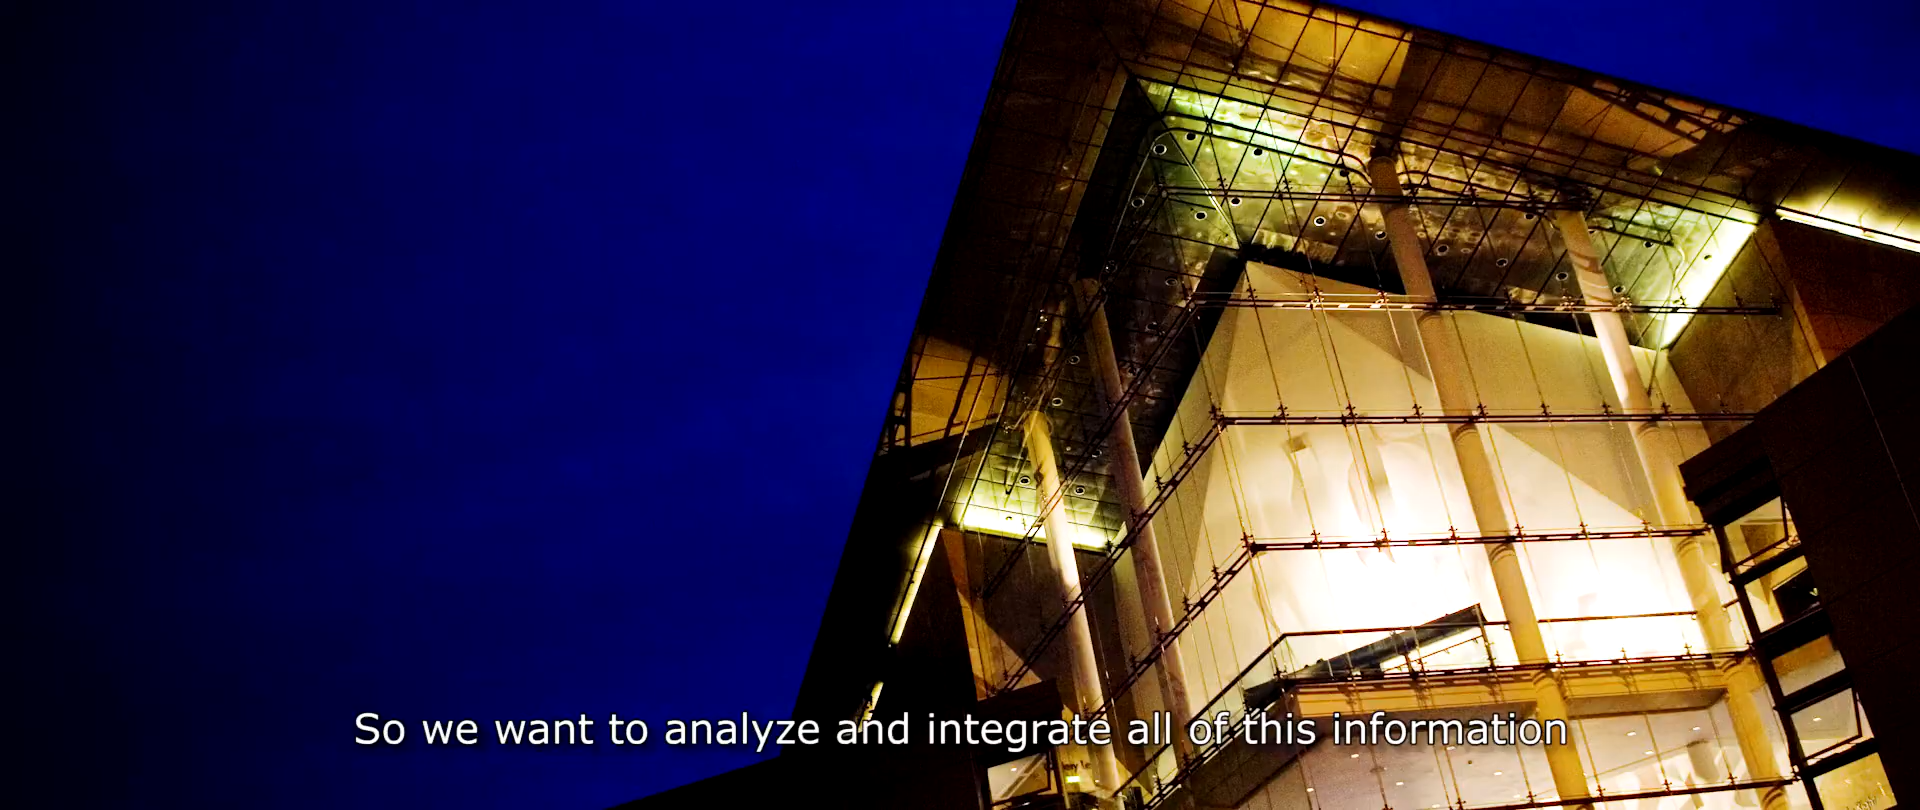 So we want to analyze and integrate all of this information